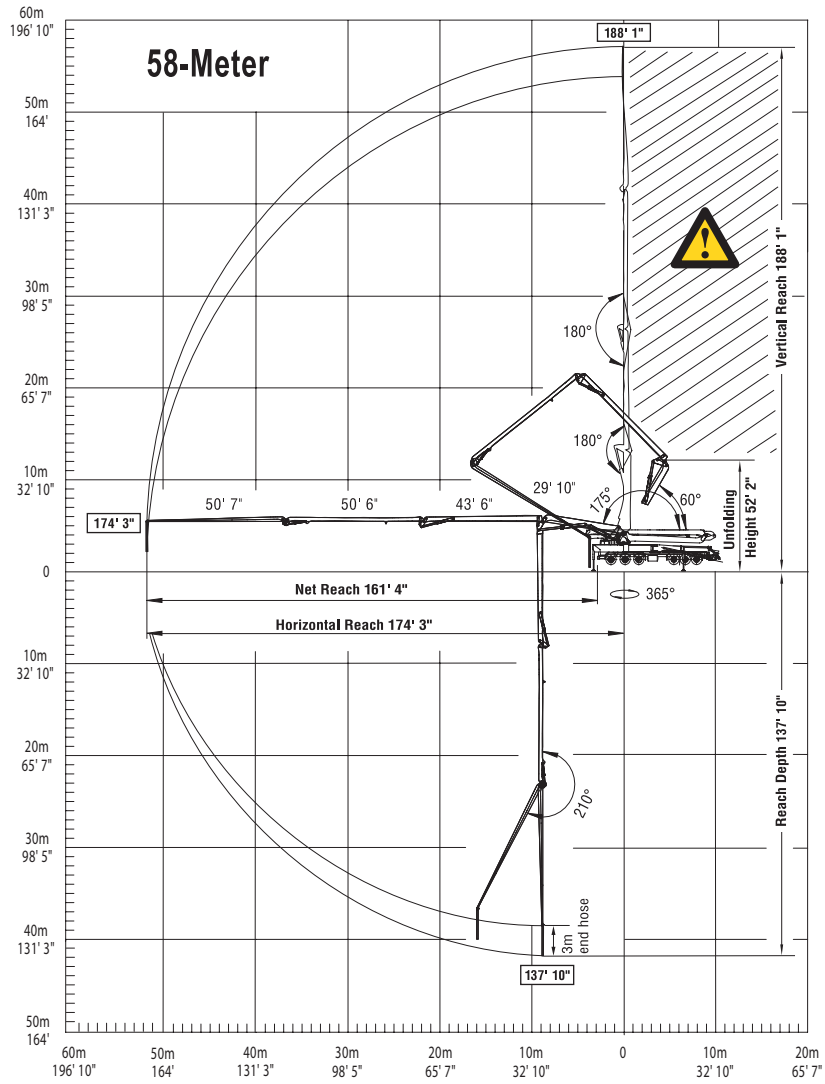 60m
196' 10"
188' 1"
58-Meter
50m
164'
40m
131' 3"
30m
98' 5"
20m
65' 7"
10m
32' 10"
0
10m
32' 10"
20m
65' 7"
30m
98' 5"
40m
131' 3"
50m
164'
180°
180°
175°
60°
Vertical Reach 188' 1"
Unfolding
Height 52' 2"
50' 7"
50' 6"
43' 6"
29' 10"
174' 3"
Net Reach 161' 4"
365°
Horizontal Reach 174' 3"
Reach Depth 137' 10"
210°
3m
end hose
137' 10"
60m
196' 10"
50m
164'
40m
131' 3"
30m
98' 5"
20m
65' 7"
10m
32' 10"
0
10m
32' 10"
20m
65' 7"
!